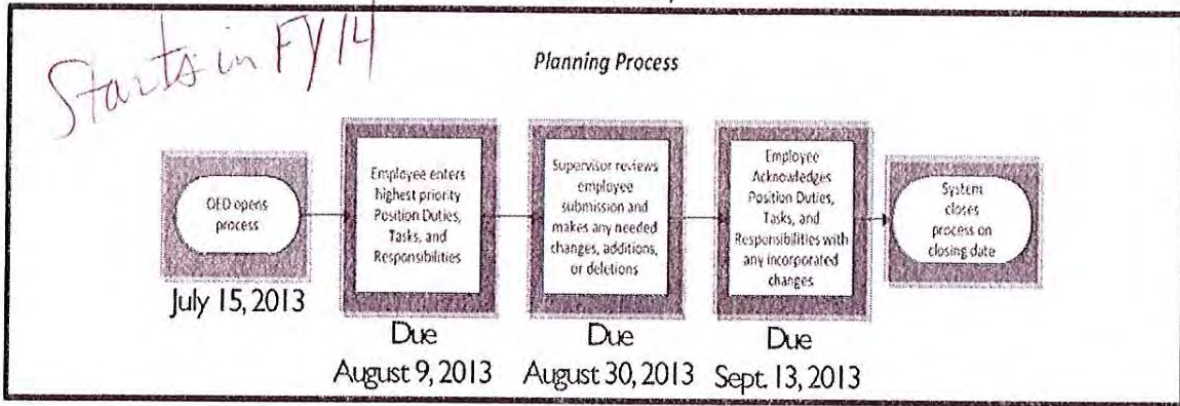 Starts in FY14
Planning Process
OED opens
process
July 15, 2013
Employee enters
highest priority
Position Duties,
Tasks, and
Responsibilities
Due
August 9, 2013
Supervisor reviews
employee
submission and
makes any needed
changes, additions,
or deletions
Due
August 30, 2013
Employee
Acknowledges
Position Duties,
Tasks, and
Responsibilities with
any incorporated
changes
Due
Sept. 13, 2013
System
closes
process on
closing date